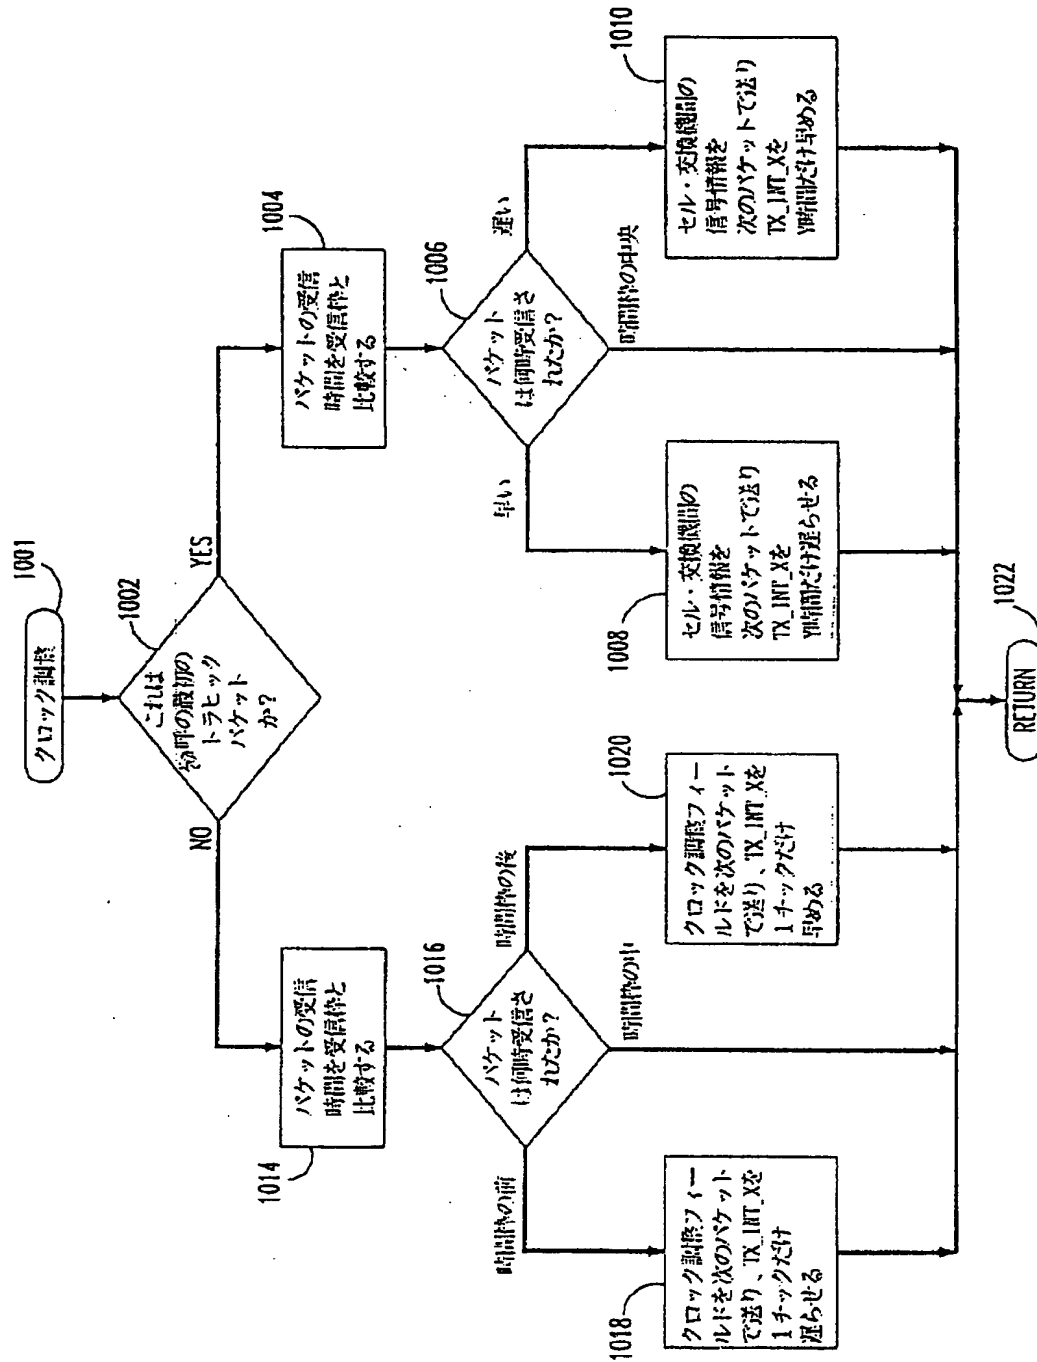 クロック調整
1001
これは
効呼の最初の
トラヒック
パケット
か?
1002
NO
YES
パケットの受信
時間を受信枠と
比較する
1014
パケットの受信
時間を受信枠と
比較する
1004
パケット
は何時受信さ
れたか?
1016
時間枠の前
時間枠の中
時間枠の後
パケット
は何時受信さ
れたか?
1006
早い
時間枠の中央
遅い
クロック調整フィー
ルドを次のパケット
で送り、TX_INT_Xを
1チックだけ
遅らせる
1018
クロック調整フィー
ルドを次のパケット
で送り、TX_INT_Xを
1チックだけ
早める
1020
セル・交換機間の
信号情報を
次のパケットで送り
TX_INT_Xを
Y時間だけ遅らせる
1008
セル・交換機間の
信号情報を
次のパケットで送り
TX_INT_Xを
Y時間だけ早める
1010
RETURN
1022